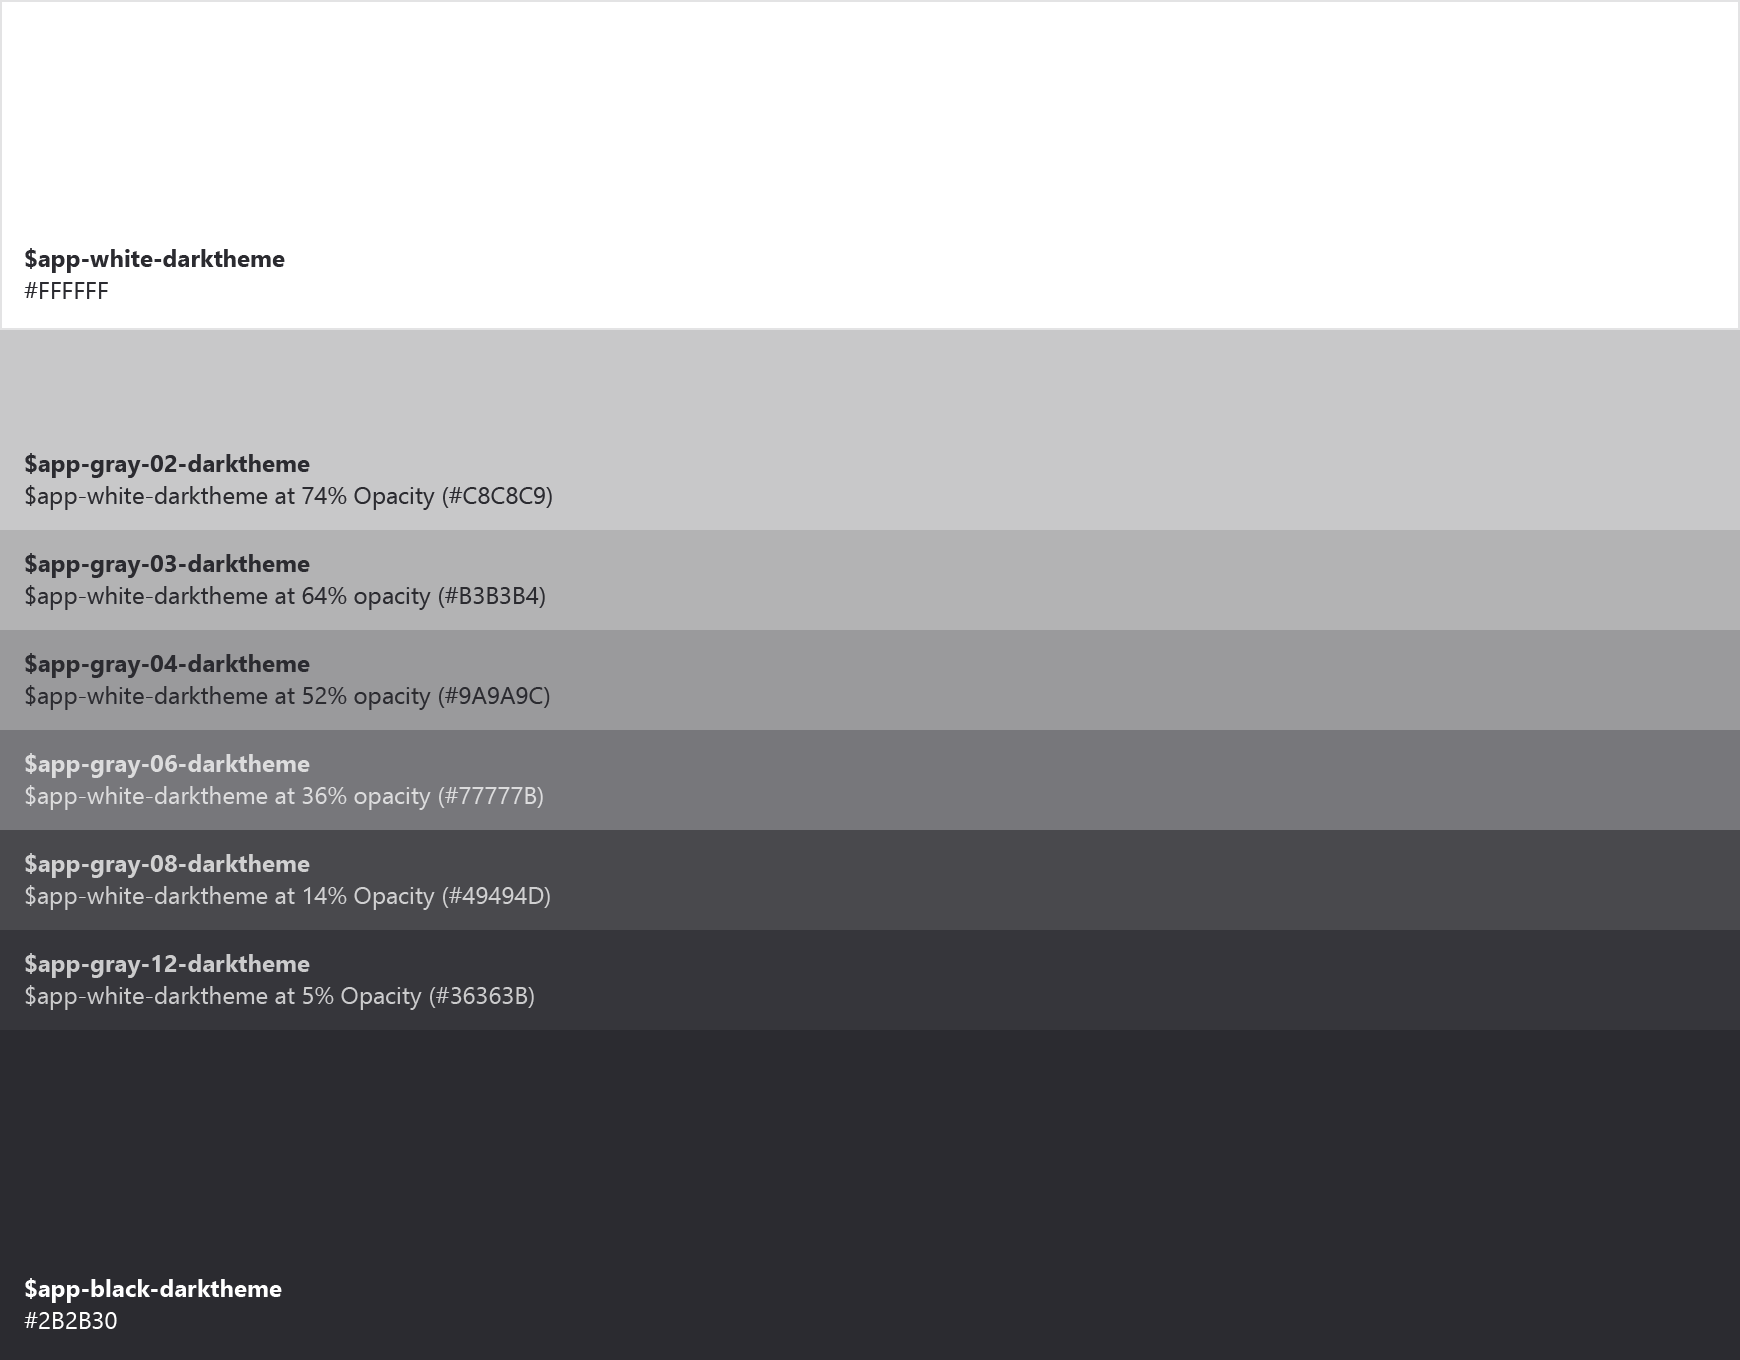 $app-white-darktheme
#FFFFFF
$app-gray-02-darktheme
$app-white-darktheme at 74% Opacity (#C8C8C9)
$app-gray-03-darktheme
$app-white-darktheme at 64% opacity (#B3B3B4)
$app-gray-04-darktheme
$app-white-darktheme at 52% opacity (#9A9A9C)
$app-gray-06-darktheme
$app-white-darktheme at 36% opacity (#77777B)
$app-gray-08-darktheme
$app-white-darktheme at 14% Opacity (#49494D)
$app-gray-12-darktheme
$app-white-darktheme at 5% Opacity (#36363B)
$app-black-darktheme
#2B2B30